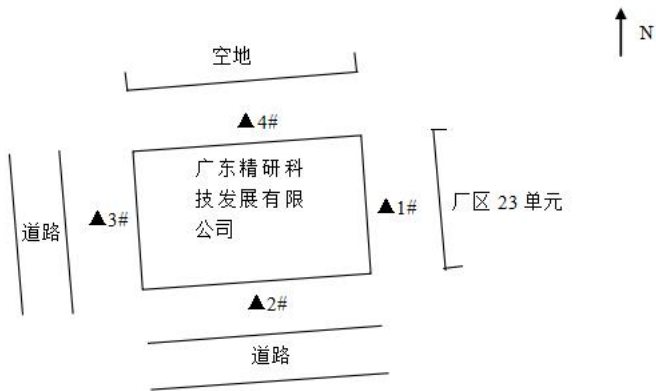 N
空地
▲4#
广东精研科
技发展有限
公司
▲3#
▲1#
厂区 23 单元
道路
▲2#
道路